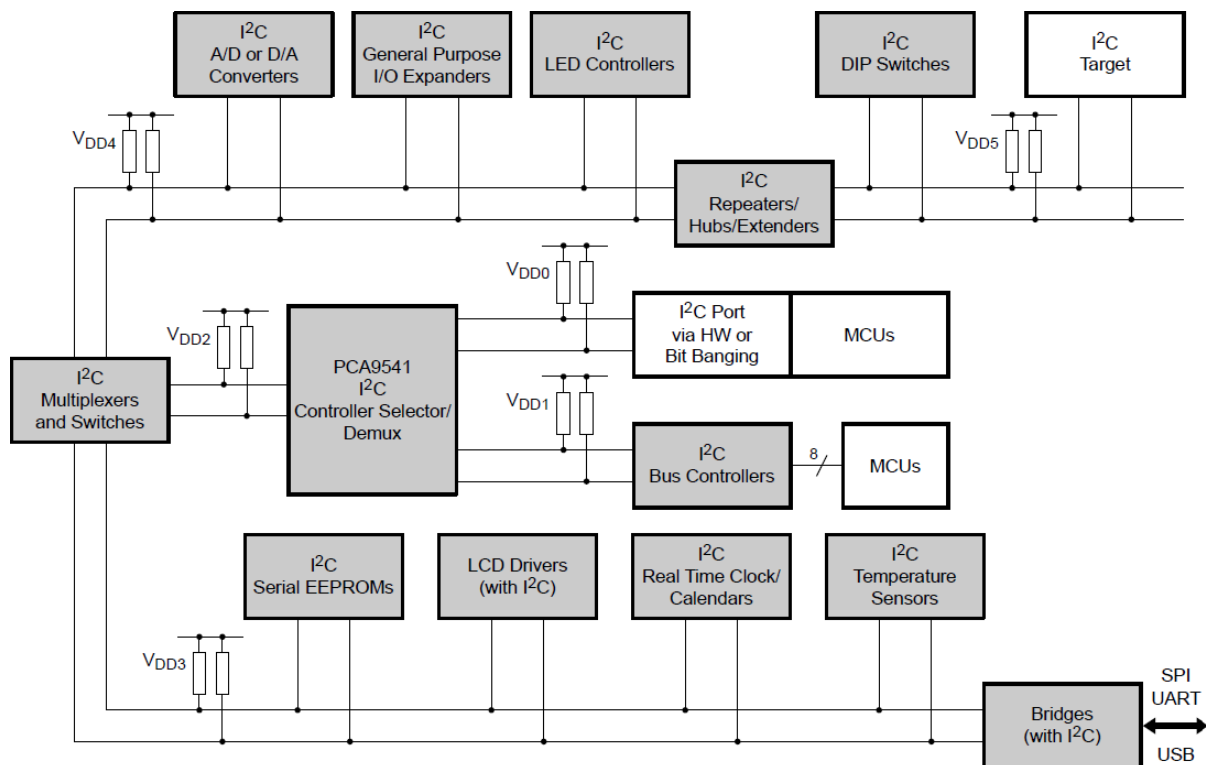 I²C
A/D or D/A
Converters
I²C
General Purpose
I/O Expanders
I²C
LED Controllers
I²C
DIP Switches
I²C
Target
VDD4
VDD5
I²C
Repeaters/
Hubs/Extenders
VDD0
VDD2
I²C Port
via HW or
Bit Banging
MCUs
PCA9541
I²C
Controller Selector/
Demux
I²C
Multiplexers
and Switches
VDD1
I²C
Bus Controllers
8
MCUs
I²C
Serial EEPROMs
LCD Drivers
(with I²C)
I²C
Real Time Clock/
Calendars
I²C
Temperature
Sensors
VDD3
Bridges
(with I²C)
SPI
UART
USB